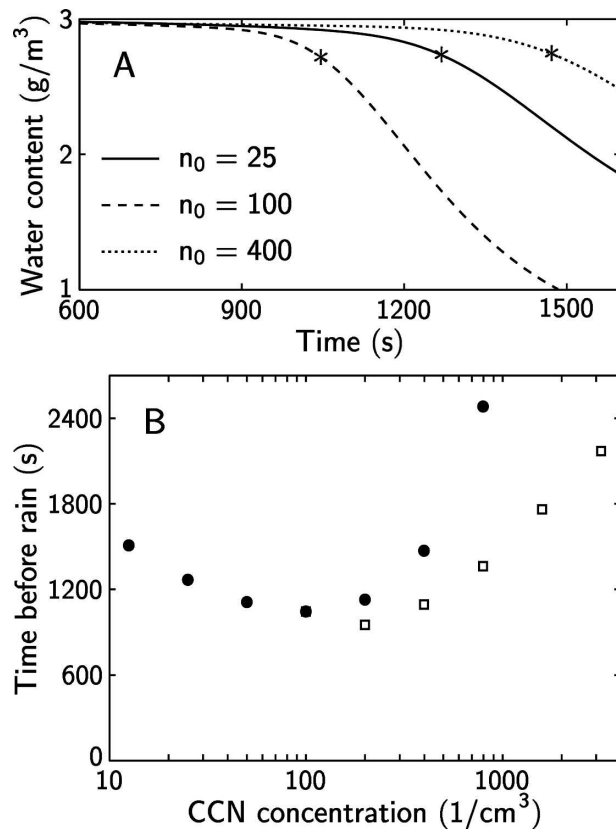 A
Water content (g/m³)
3
2
1
n₀ = 25
n₀ = 100
n₀ = 400
600 900 1200 1500
Time (s)
B
Time before rain (s)
2400
1800
1200
600
0
10 100 1000
CCN concentration (1/cm³)